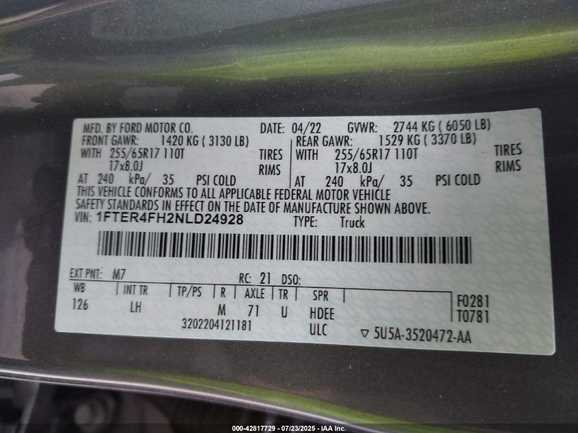 MFD. BY FORD MOTOR CO. DATE: 04/22 GVWR: 2744 KG ( 6050 LB)
FRONT GAWR: 1420 KG ( 3130 LB) REAR GAWR: 1529 KG ( 3370 LB)
WITH 255/65R17 110T TIRES WITH 255/65R17 110T TIRES
17x8.0J RIMS 17x8.0J RIMS
AT 240 kPa/ 35 PSI COLD AT 240 kPa/ 35 PSI COLD
THIS VEHICLE CONFORMS TO ALL APPLICABLE FEDERAL MOTOR VEHICLE
SAFETY STANDARDS IN EFFECT ON THE DATE OF MANUFACTURE SHOWN ABOVE.
VIN: 1FTER4FH2NLD24928 TYPE: Truck
EXT PNT: M7 RC: 21 DSO:
WB INT TR TP/PS R AXLE TR SPR F0281
126 LH M 71 U HDEE T0781
3202204121181 ULC ▽ 5U5A-3520472-AA
000-42817729 - 07/23/2025 - IAA Inc.